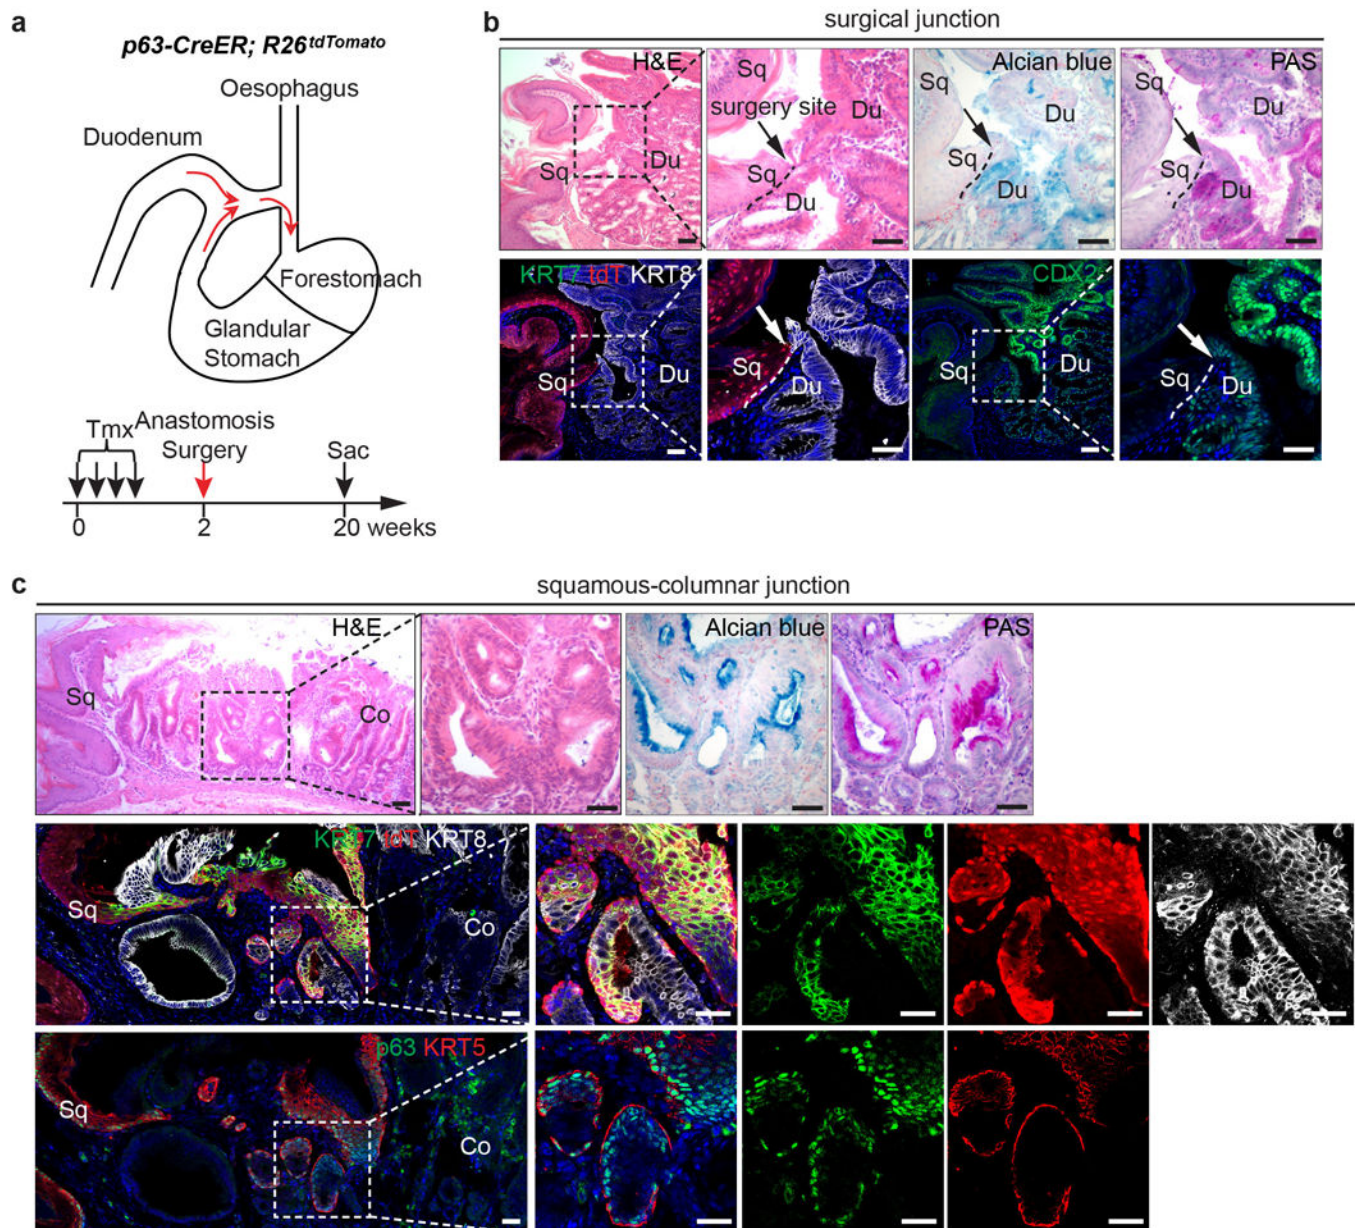 a
p63-CreER; R26tdTomato
Oesophagus
Duodenum
Forestomach
Glandular
Stomach
Tmx
Anastomosis
Surgery
Sac
0
2
20 weeks
b
surgical junction
H&E
Sq
Du
Sq
surgery site
Du
Sq
Du
Alcian blue
Sq
Du
Sq
Du
PAS
Sq
Du
Sq
Du
KRT7 tdT KRT8
Sq
Du
Sq
Du
CDX2
Sq
Du
Sq
Du
c
squamous-columnar junction
H&E
Sq
Co
Alcian blue
PAS
KRT7 tdT KRT8
Sq
Co
p63 KRT5
Sq
Co